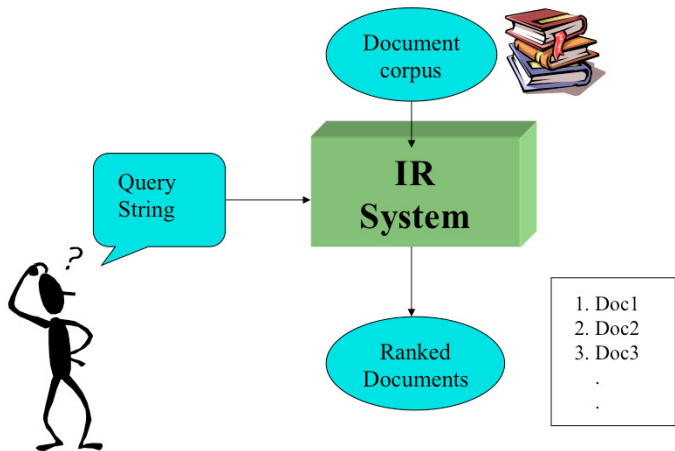 Document
corpus
Query
String
IR
System
?
Ranked
Documents
1. Doc1
2. Doc2
3. Doc3
.
.